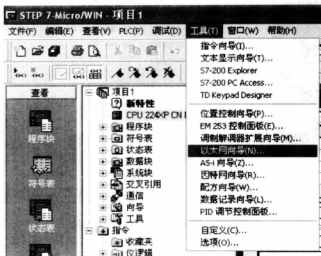 STEP 7-Micro/WIN - 项目1
文件(F) 编辑(E) 查看(V) PLC(P) 调试(D) 工具(T) 窗口(W) 帮助(H)
查看
程序块
符号表
状态表
项目1
新特性
CPU 224XP CN
程序块
符号表
状态表
数据块
系统块
交叉引用
通信
向导
工具
指令
收藏夹
位逻辑
指令向导(I)...
文本显示向导(T)...
S7-200 Explorer
S7-200 PC Access...
TD Keypad Designer
位置控制向导(P)...
EM 253 控制面板(E)...
调制解调器扩展向导(M)...
以太网向导(N)...
AS-i 向导(Z)...
因特网向导(R)...
配方向导(W)...
数据记录向导(L)...
PID 调节控制面板...
自定义(C)...
选项(O)...